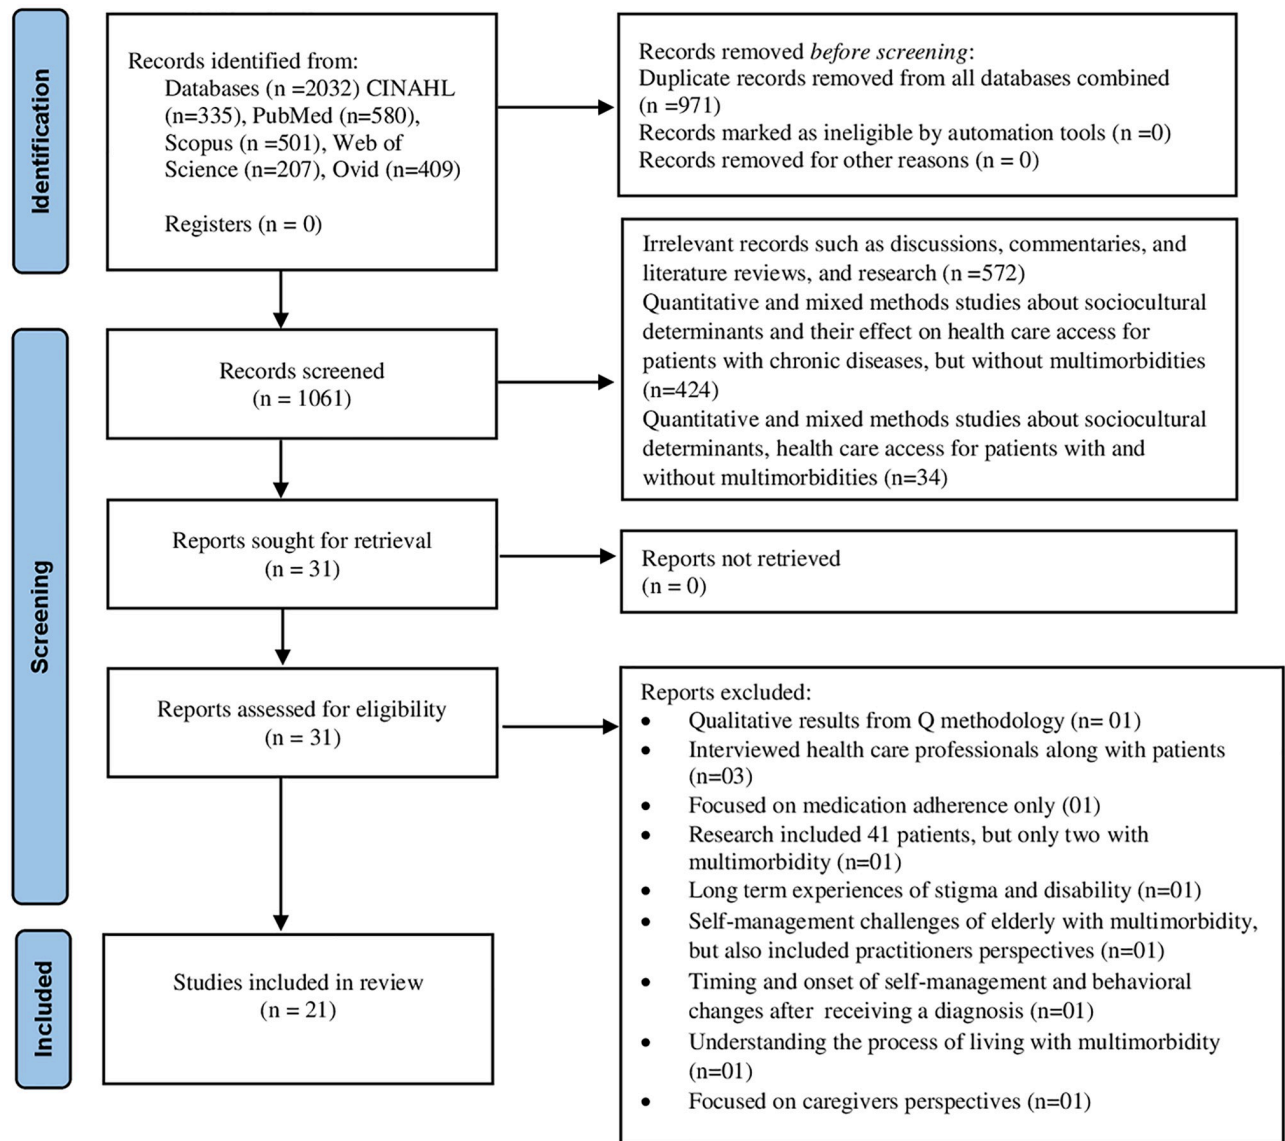 Identification
Records identified from:
Databases (n =2032) CINAHL
(n=335), PubMed (n=580),
Scopus (n =501), Web of
Science (n=207), Ovid (n=409)
Registers (n = 0)
Records removed before screening:
Duplicate records removed from all databases combined
(n =971)
Records marked as ineligible by automation tools (n =0)
Records removed for other reasons (n = 0)
Screening
Records screened
(n = 1061)
Irrelevant records such as discussions, commentaries, and
literature reviews, and research (n =572)
Quantitative and mixed methods studies about sociocultural
determinants and their effect on health care access for
patients with chronic diseases, but without multimorbidities
(n=424)
Quantitative and mixed methods studies about sociocultural
determinants, health care access for patients with and
without multimorbidities (n=34)
Reports sought for retrieval
(n = 31)
Reports not retrieved
(n = 0)
Reports assessed for eligibility
(n = 31)
Reports excluded:
• Qualitative results from Q methodology (n= 01)
• Interviewed health care professionals along with patients
(n=03)
• Focused on medication adherence only (01)
• Research included 41 patients, but only two with
multimorbidity (n=01)
• Long term experiences of stigma and disability (n=01)
• Self-management challenges of elderly with multimorbidity,
but also included practitioners perspectives (n=01)
• Timing and onset of self-management and behavioral
changes after receiving a diagnosis (n=01)
• Understanding the process of living with multimorbidity
(n=01)
• Focused on caregivers perspectives (n=01)
Included
Studies included in review
(n = 21)